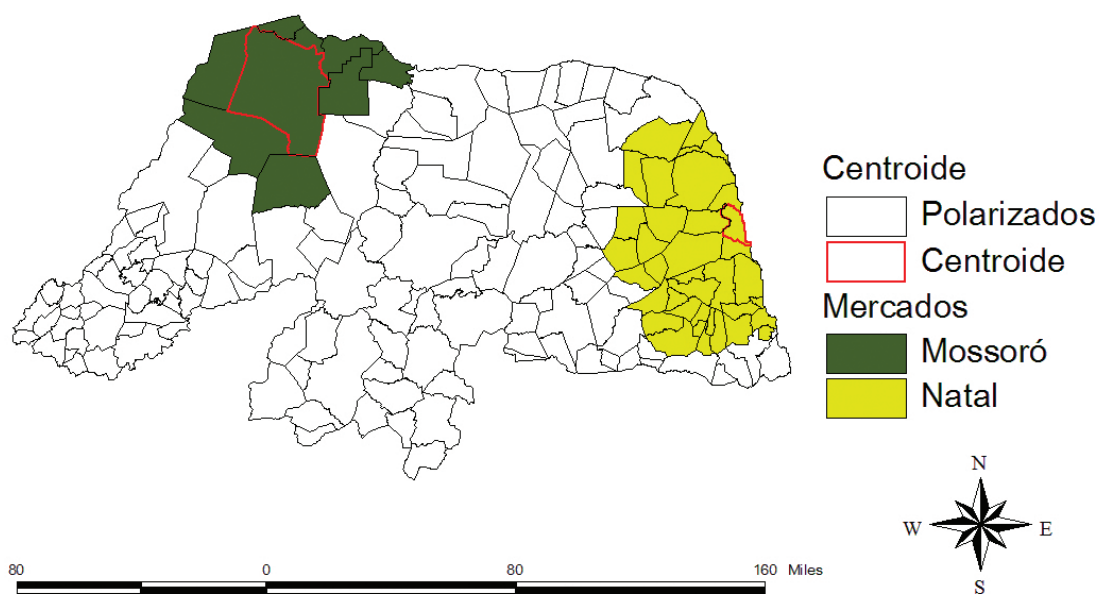 Centroide
Polarizados
Centroide
Mercados
Mossoró
Natal
N
W E
S
80 0 80 160 Miles